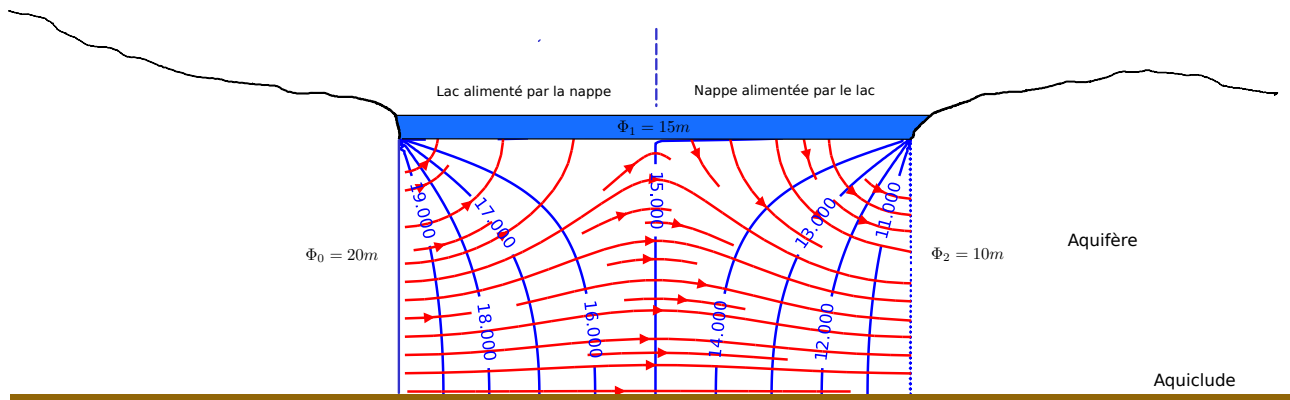 Lac alimenté par la nappe
Nappe alimentée par le lac
Φ₁ = 15m
19.000
17.000
15.000
13.000
11.000
Φ₀ = 20m
Φ₂ = 10m
Aquifère
18.000
16.000
14.000
12.000
Aquiclude